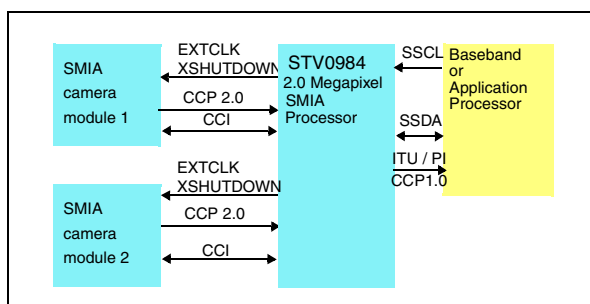 SMIA
camera
module 1
EXTCLK
XSHUTDOWN
CCP 2.0
CCI
SMIA
camera
module 2
EXTCLK
XSHUTDOWN
CCP 2.0
CCI
STV0984
2.0 Megapixel
SMIA
Processor
SSCL
SSDA
ITU / PI
CCP1.0
Baseband
or
Application
Processor